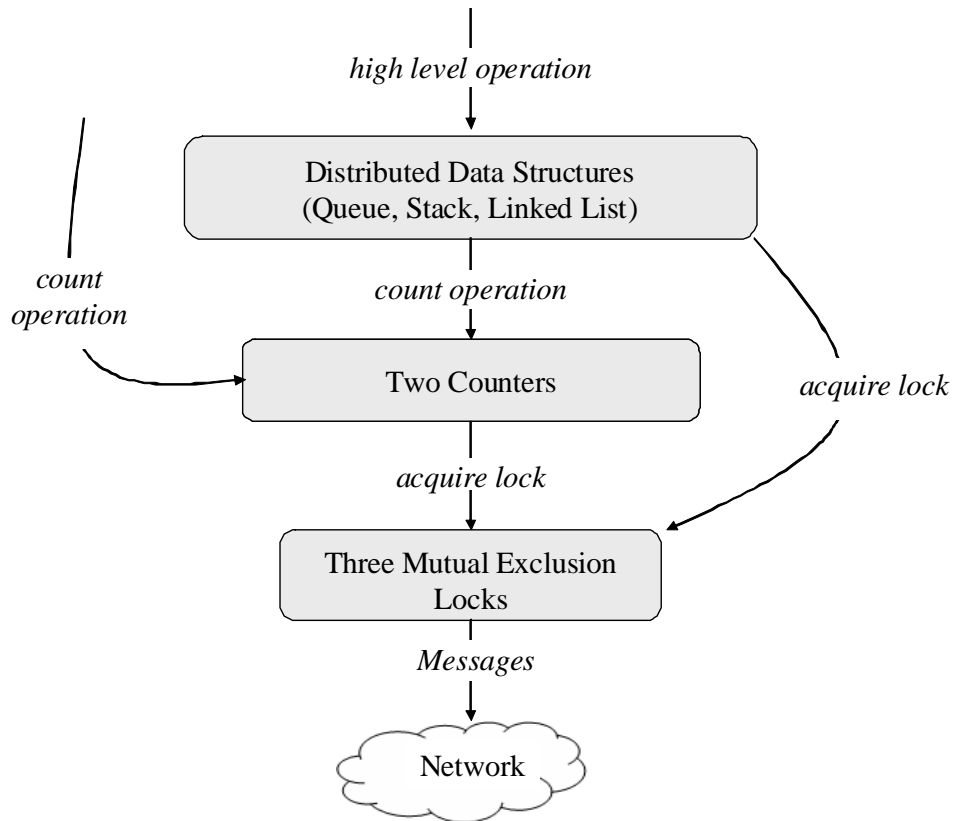 high level operation
Distributed Data Structures
(Queue, Stack, Linked List)
count
operation
count operation
Two Counters
acquire lock
acquire lock
Three Mutual Exclusion
Locks
Messages
Network